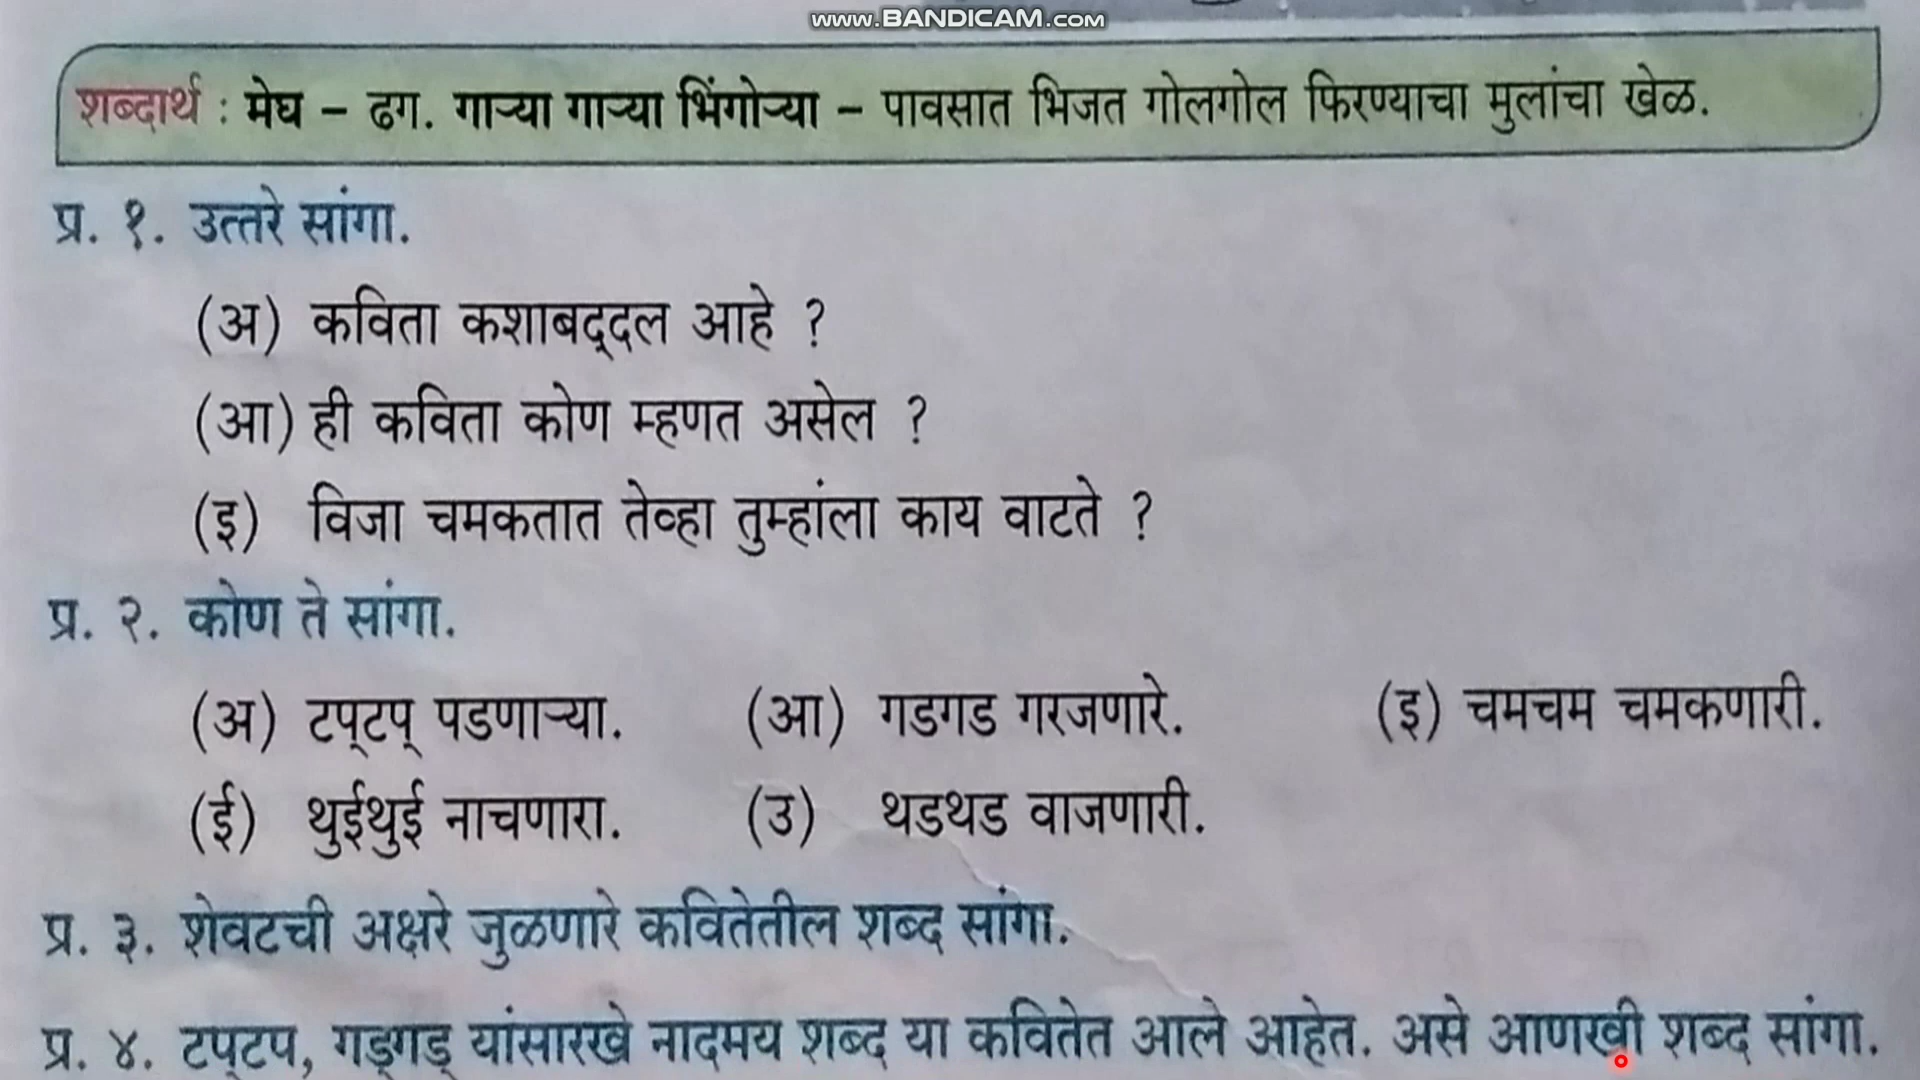 www.BANDICAM.com
शब्दार्थ : मेघ – ढग. गाऱ्या गाऱ्या भिंगोऱ्या – पावसात भिजत गोलगोल फिरण्याचा मुलांचा खेळ.
प्र. १. उत्तरे सांगा.
(अ) कविता कशाबद्‌दल आहे ?
(आ) ही कविता कोण म्हणत असेल ?
(इ) विजा चमकतात तेव्हा तुम्हांला काय वाटते ?
प्र. २. कोण ते सांगा.
(अ) टप्‌टप् पडणाऱ्या. (आ) गडगड गरजणारे. (इ) चमचम चमकणारी.
(ई) थुईथुई नाचणारा. (उ) थडथड वाजणारी.
प्र. ३. शेवटची अक्षरे जुळणारे कवितेतील शब्द सांगा.
प्र. ४. टप्‌टप, गड्‌गड् यांसारखे नादमय शब्द या कवितेत आले आहेत. असे आणखी शब्द सांगा.